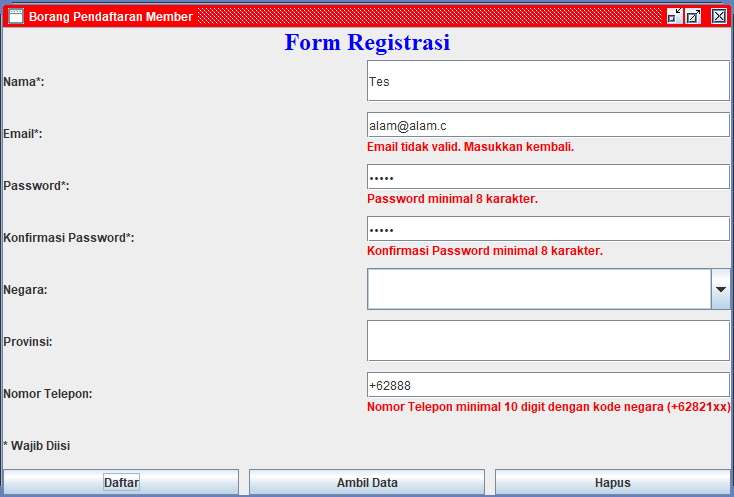 Borang Pendaftaran Member
Form Registrasi
Nama*: Tes
Email*: alam@alam.c
Email tidak valid. Masukkan kembali.
Password*: •••••
Password minimal 8 karakter.
Konfirmasi Password*: •••••
Konfirmasi Password minimal 8 karakter.
Negara:
Provinsi:
Nomor Telepon: +62888
Nomor Telepon minimal 10 digit dengan kode negara (+62821xx)
* Wajib Diisi
Daftar Ambil Data Hapus